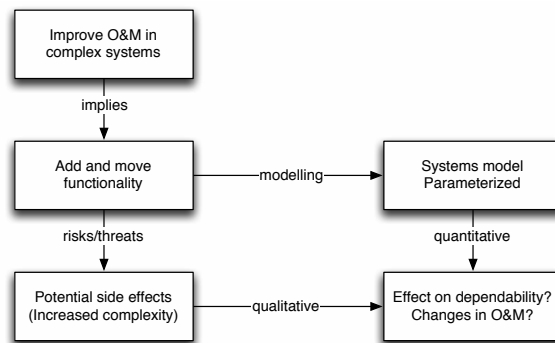 Improve O&M in
complex systems
implies
Add and move
functionality
modelling
Systems model
Parameterized
risks/threats
quantitative
Potential side effects
(Increased complexity)
qualitative
Effect on dependability?
Changes in O&M?